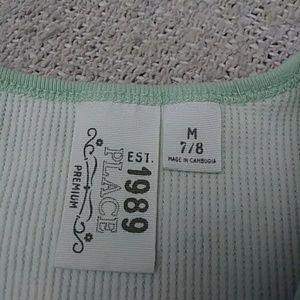 EST. 1989
PLACE
PREMIUM
M
7/8
MADE IN CAMBODIA